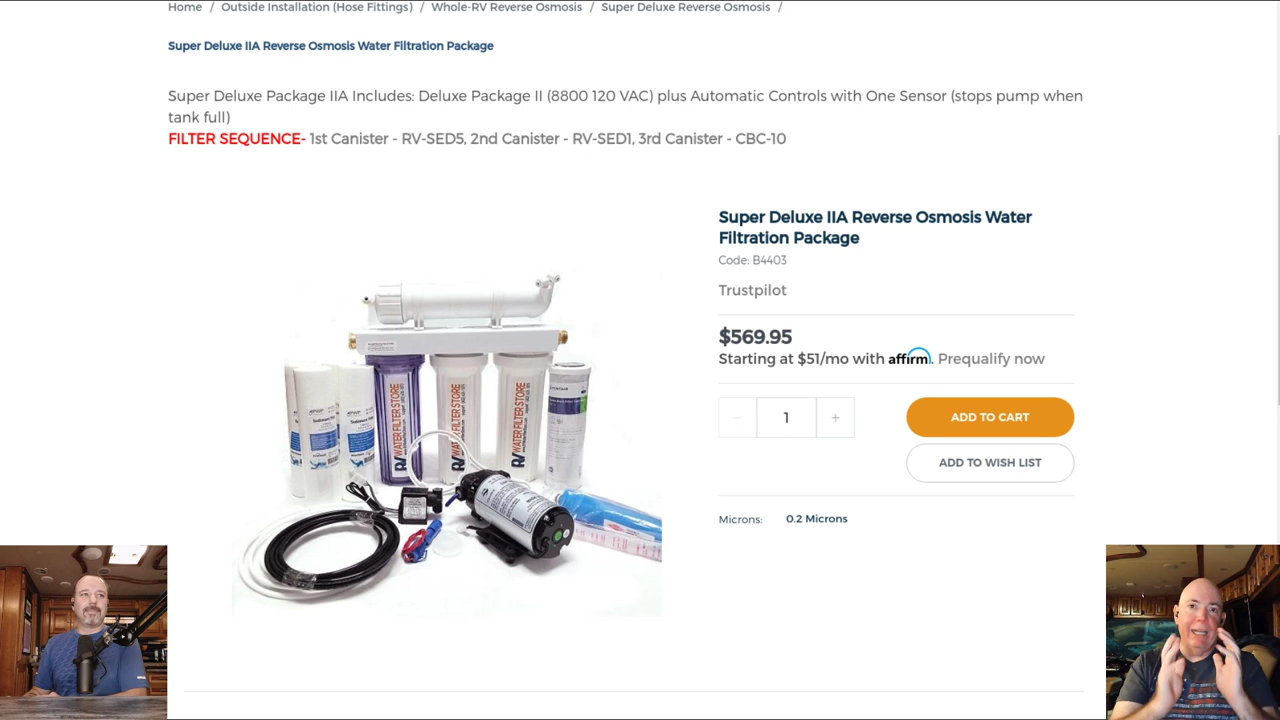 Home / Outside Installation (Hose Fittings) / Whole-RV Reverse Osmosis / Super Deluxe Reverse Osmosis /
Super Deluxe IIA Reverse Osmosis Water Filtration Package
Super Deluxe Package IIA Includes: Deluxe Package II (8800 120 VAC) plus Automatic Controls with One Sensor (stops pump when
tank full)
FILTER SEQUENCE- 1st Canister - RV-SED5, 2nd Canister - RV-SED1, 3rd Canister - CBC-10
Super Deluxe IIA Reverse Osmosis Water
Filtration Package
Code: B4403
Trustpilot
$569.95
Starting at $51/mo with affirm. Prequalify now
- 1 +
ADD TO CART
ADD TO WISH LIST
Microns: 0.2 Microns
RV WATER FILTER STORE
RV WATER FILTER STORE
RV WATER FILTER STORE